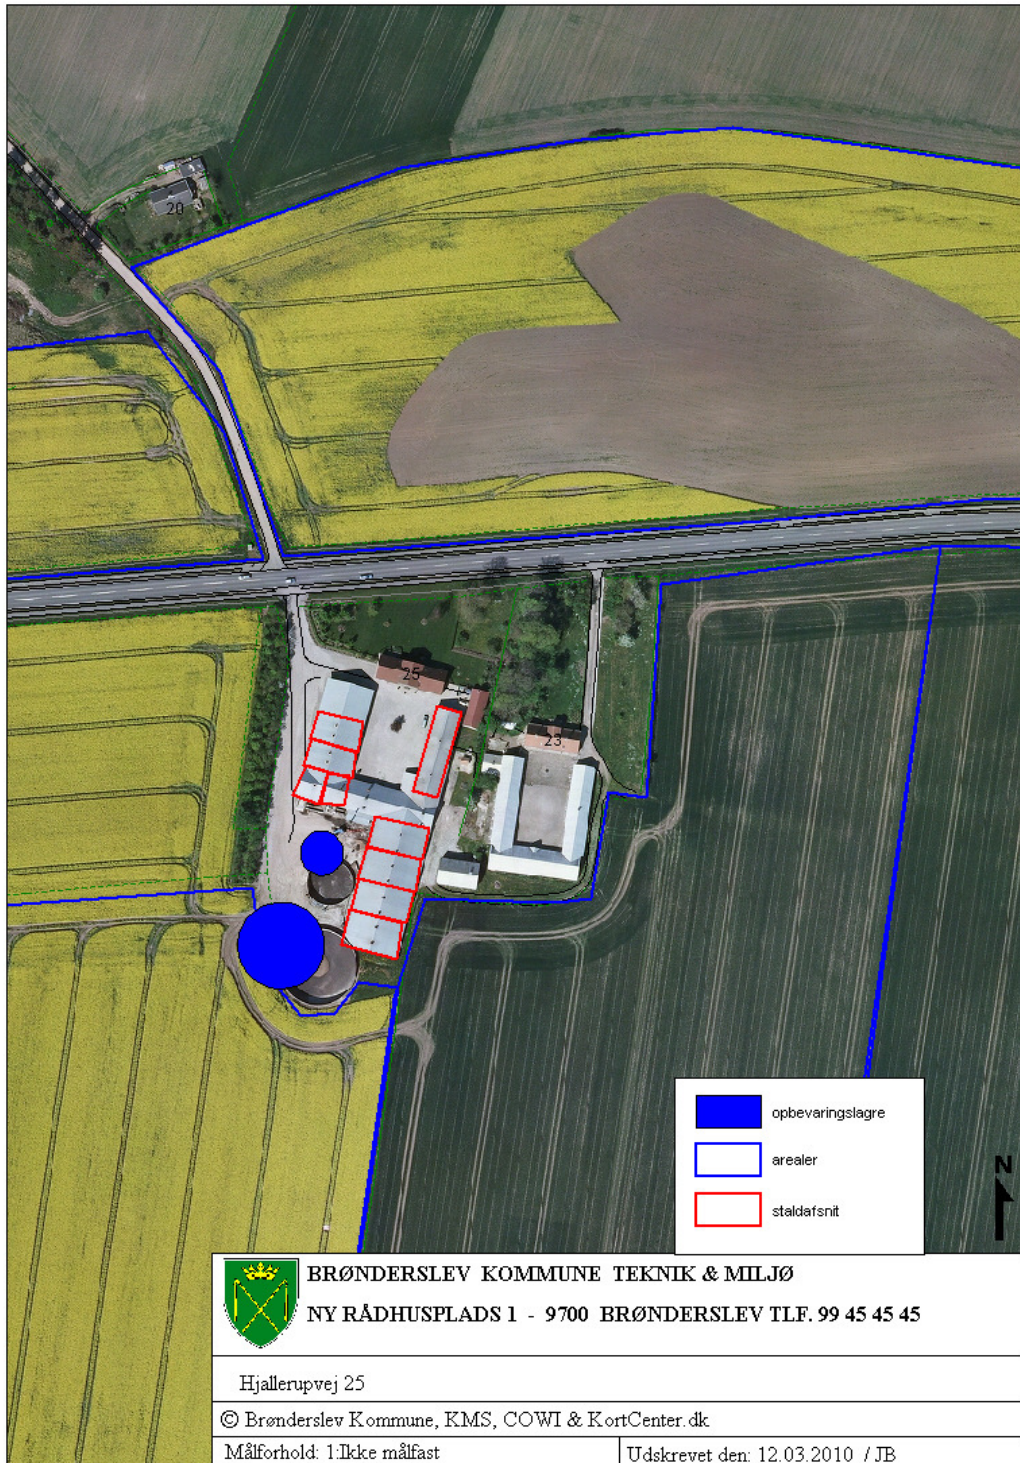 20
25
23
opbevaringslagre
arealer
staldafsnit
N
BRØNDERSLEV KOMMUNE TEKNIK & MILJØ
NY RÅDHUSPLADS 1 - 9700 BRØNDERSLEV TLF. 99 45 45 45
Hjallerupvej 25
© Brønderslev Kommune, KMS, COWI & KortCenter.dk
Målforhold: 1:Ikke målfast
Udskrevet den: 12.03.2010 / JB